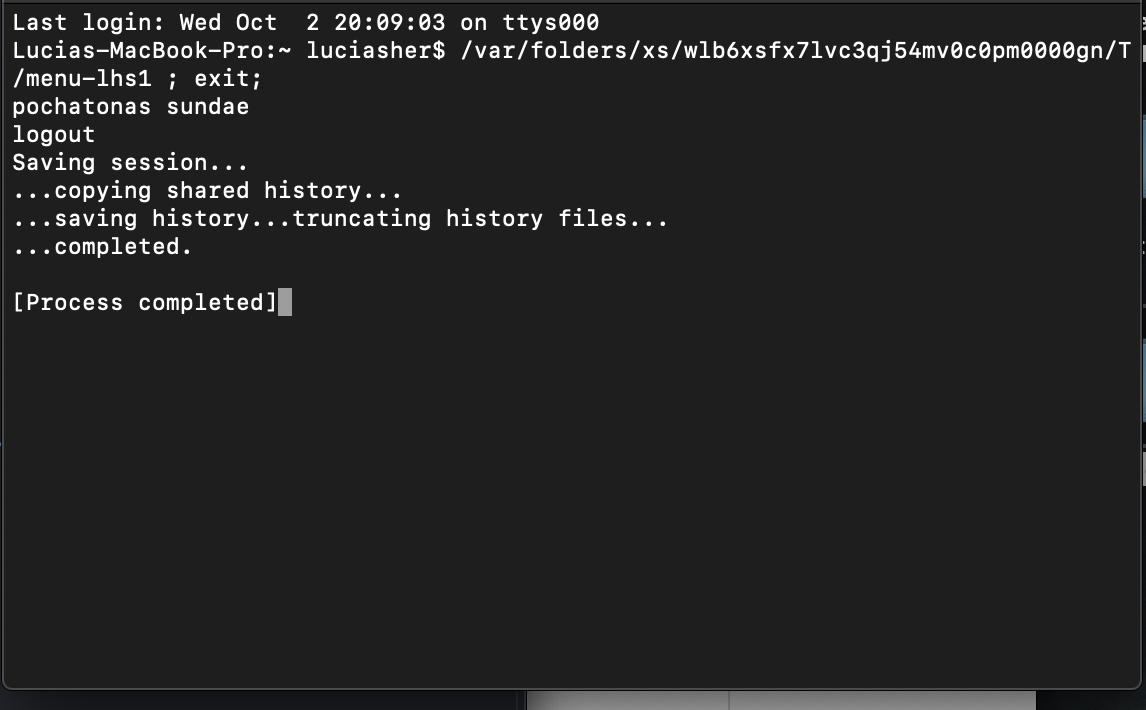 Last login: Wed Oct  2 20:09:03 on ttys000
Lucias-MacBook-Pro:~ luciasher$ /var/folders/xs/wlb6xsfx7lvc3qj54mv0c0pm0000gn/T
/menu-lhs1 ; exit;
pochatonas sundae
logout
Saving session...
...copying shared history...
...saving history...truncating history files...
...completed.
[Process completed]